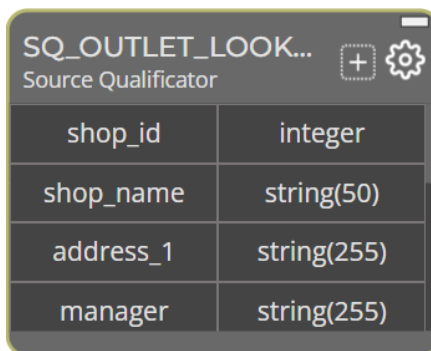 SQ_OUTLET_LOOK...
Source Qualificator
shop_id integer
shop_name string(50)
address_1 string(255)
manager string(255)